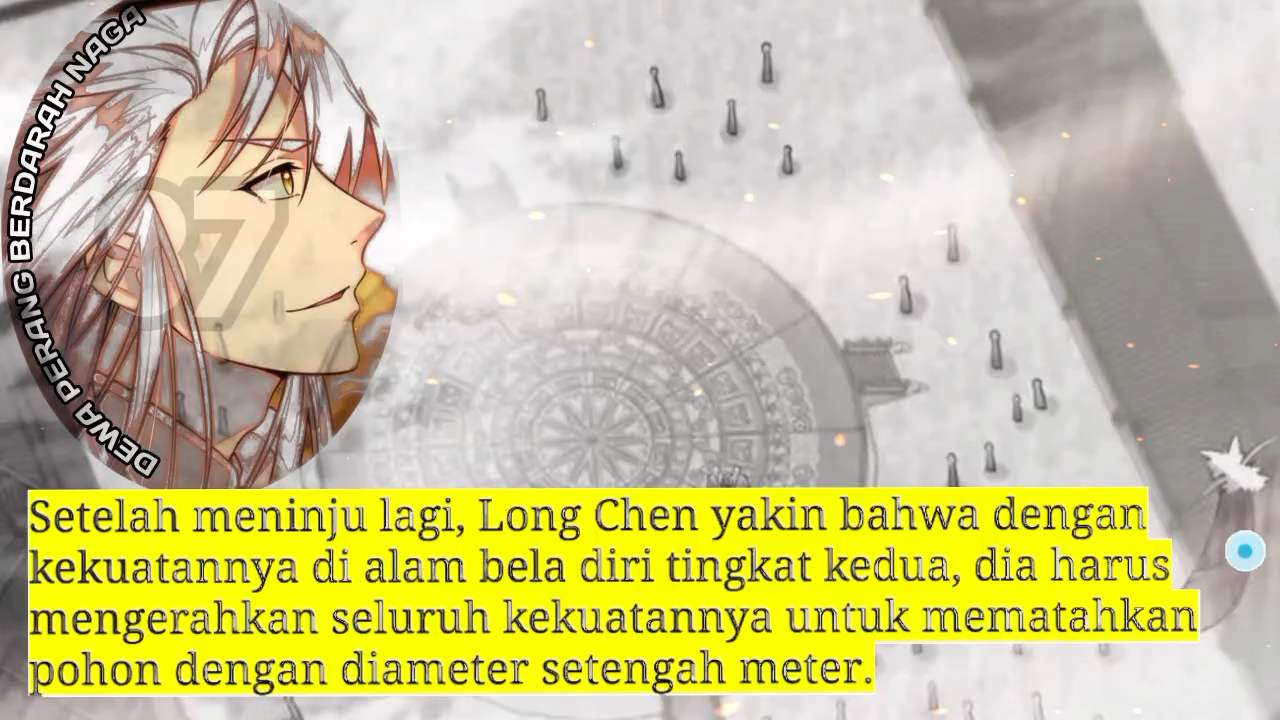 DEWA PERANG BERDARAH NAGA
97
Setelah meninju lagi, Long Chen yakin bahwa dengan
kekuatannya di alam bela diri tingkat kedua, dia harus
mengerahkan seluruh kekuatannya untuk mematahkan
pohon dengan diameter setengah meter.